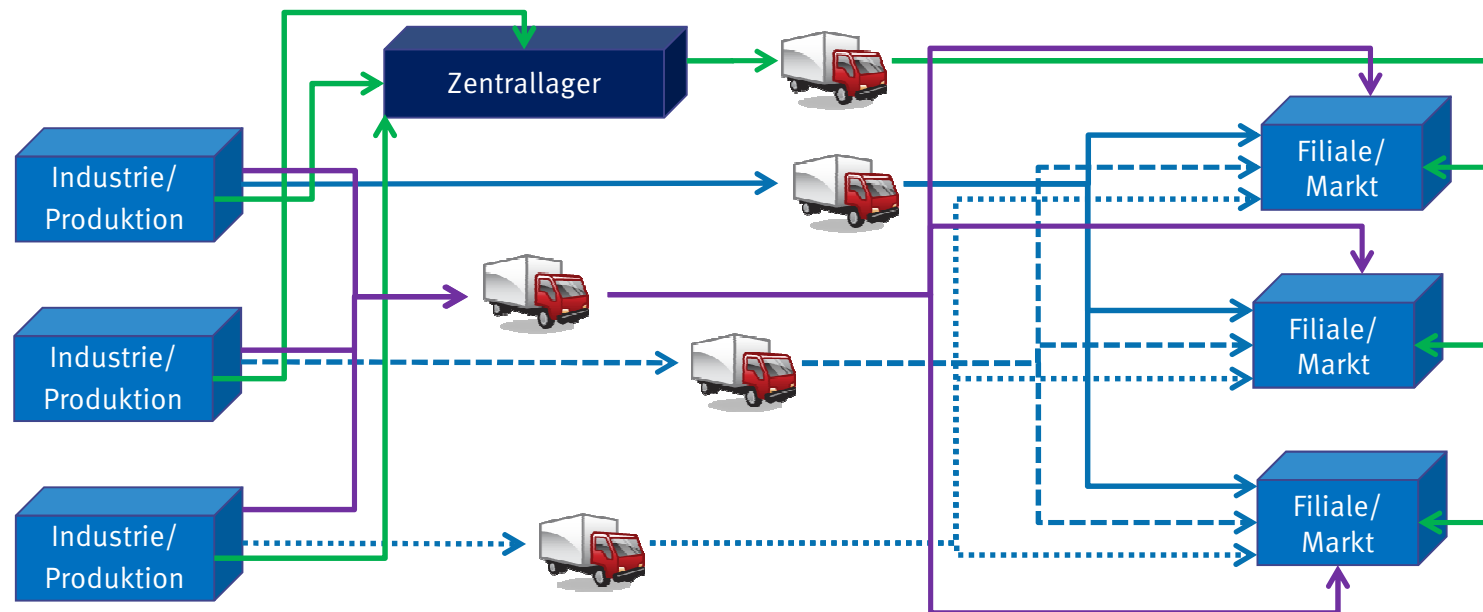 Zentrallager
Industrie/
Produktion
Filiale/
Markt
Industrie/
Produktion
Filiale/
Markt
Industrie/
Produktion
Filiale/
Markt